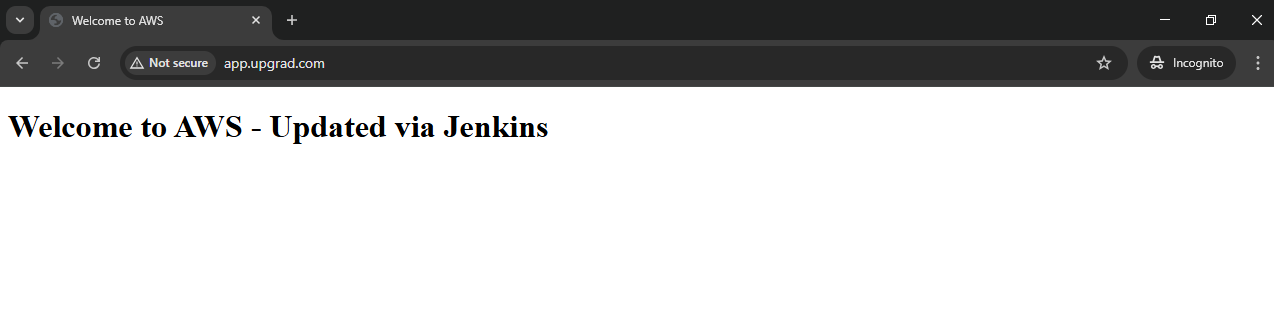 Welcome to AWS
Not secure
app.upgrad.com
Incognito
Welcome to AWS - Updated via Jenkins